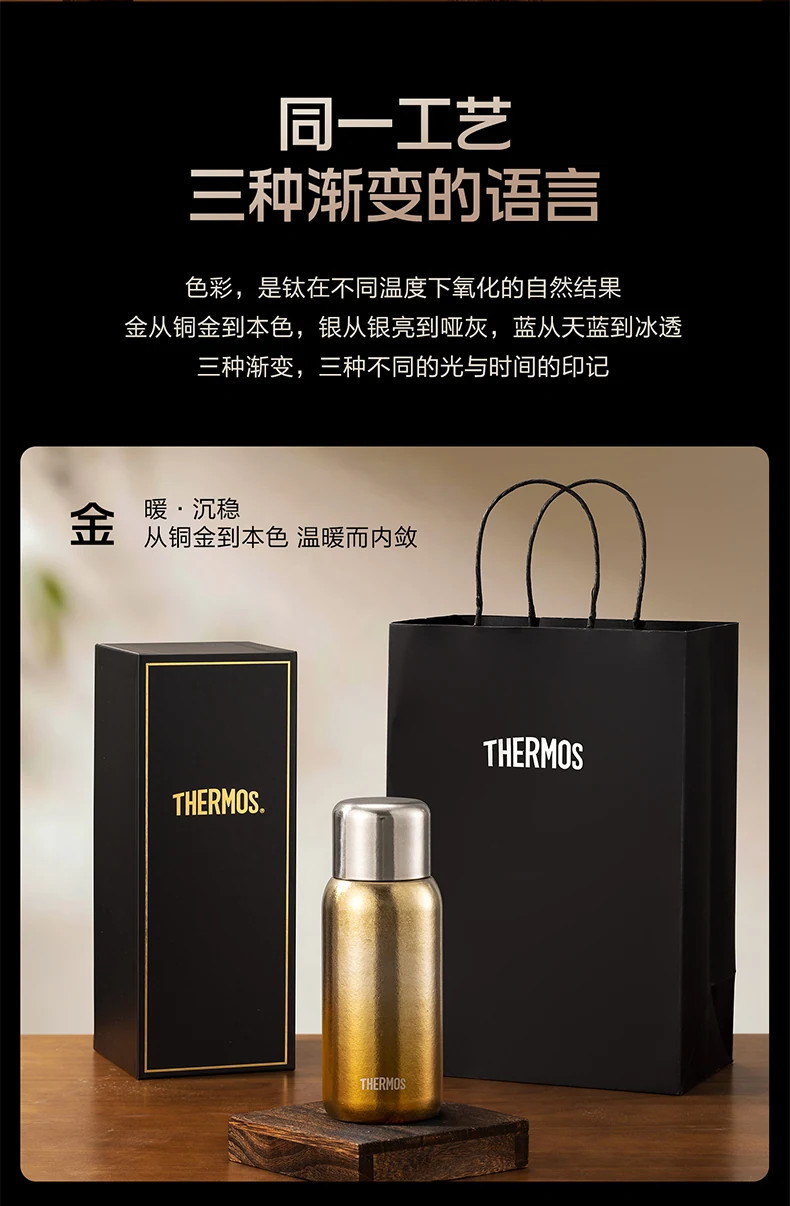 同一工艺
三种渐变的语言
色彩，是钛在不同温度下氧化的自然结果
金从铜金到本色，银从银亮到哑灰，蓝从天蓝到冰透
三种渐变，三种不同的光与时间的印记
金
暖·沉稳
从铜金到本色 温暖而内敛
THERMOS
THERMOS®
THERMOS